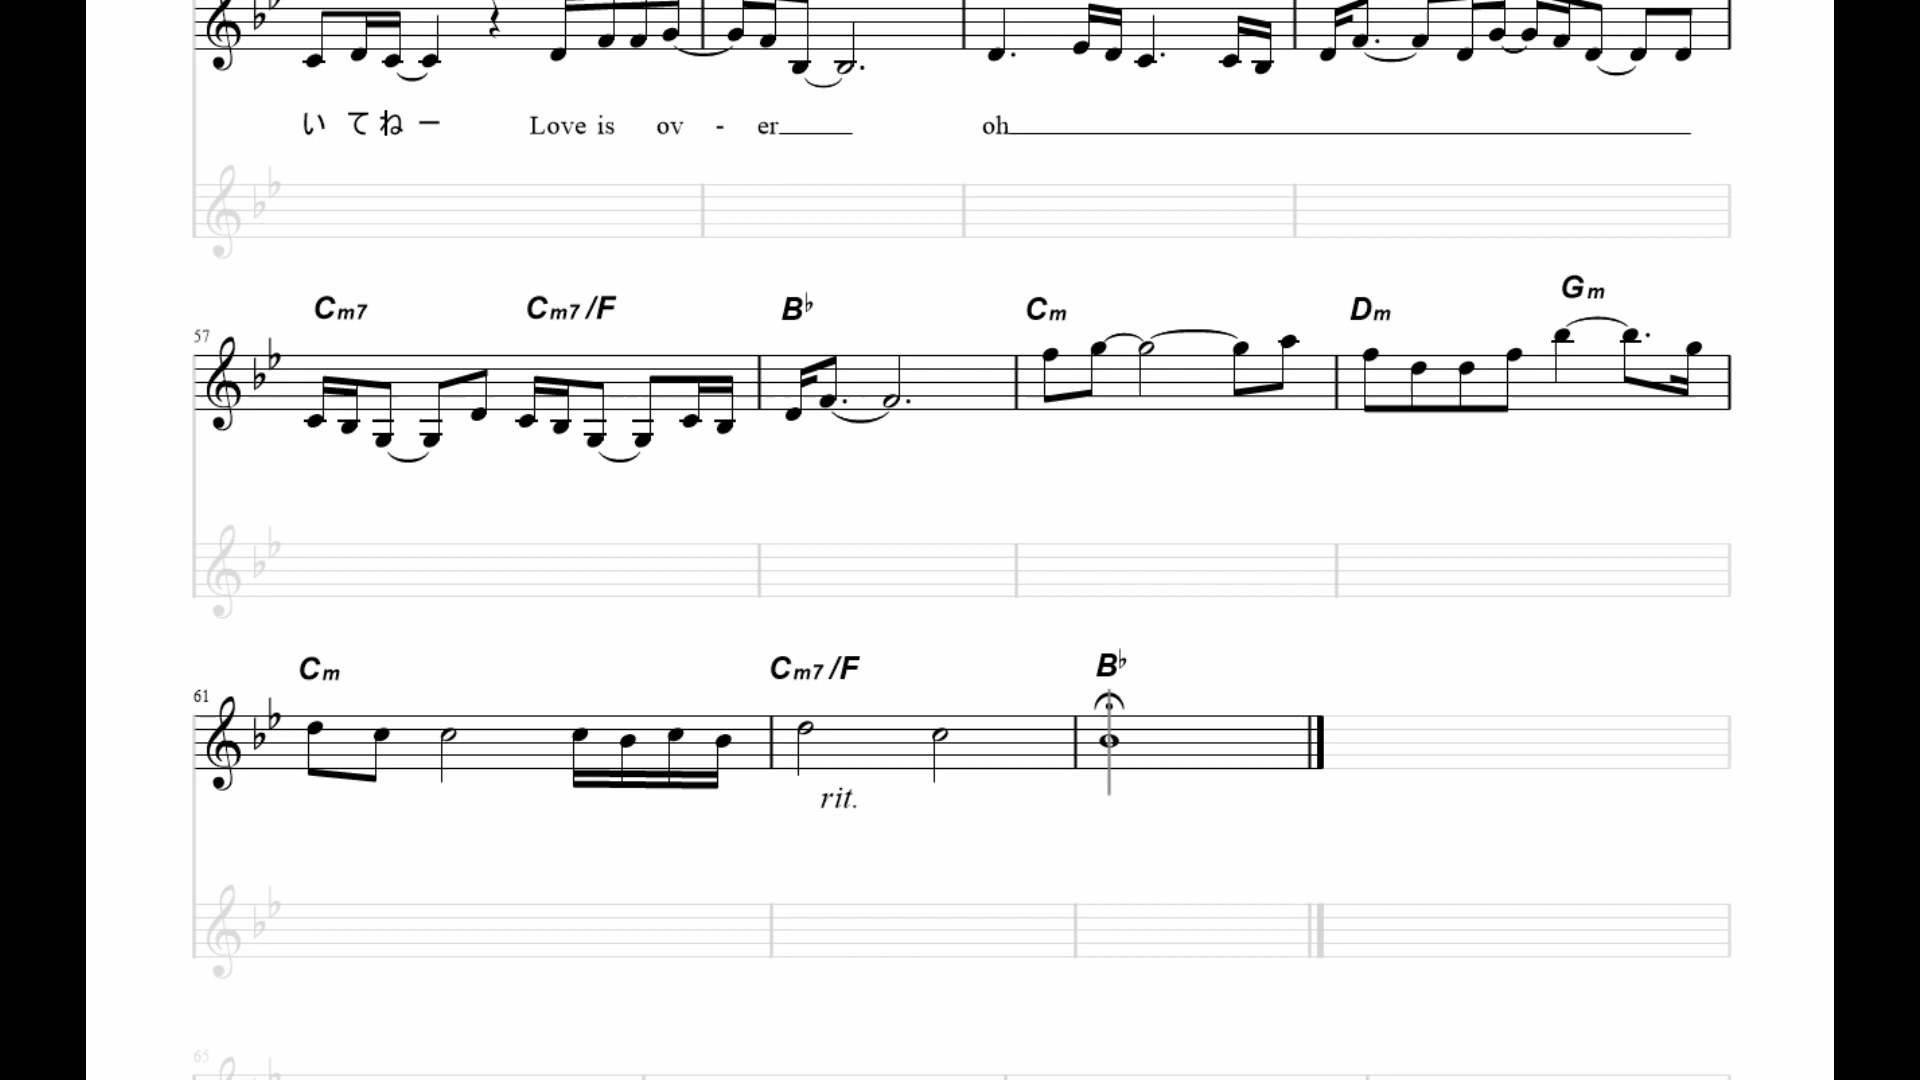 い て ね ー Love is ov - er oh
Cm7 Cm7/F B♭ Cm Dm Gm
57
Cm Cm7/F B♭
61
rit.
65